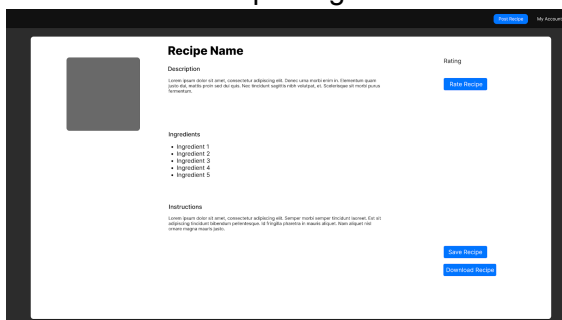 Post Recipe
My Account
Recipe Name
Rating
Description
Lorem ipsum dolor sit amet, consectetur adipiscing elit. Donec urna morbi enim in. Elementum quam
justo dui, mattis proin sed dui quis. Nec tincidunt sagittis nibh volutpat, et. Scelerisque sit morbi purus
fermentum.
Rate Recipe
Ingredients
• Ingredient 1
• Ingredient 2
• Ingredient 3
• Ingredient 4
• Ingredient 5
Instructions
Lorem ipsum dolor sit amet, consectetur adipiscing elit. Semper morbi semper tincidunt laoreet. Est sit
adipiscing tincidunt bibendum pellentesque. Id fringilla pharetra in mauris aliquet. Nam aliquet nisl
ornare magna mauris justo.
Save Recipe
Download Recipe